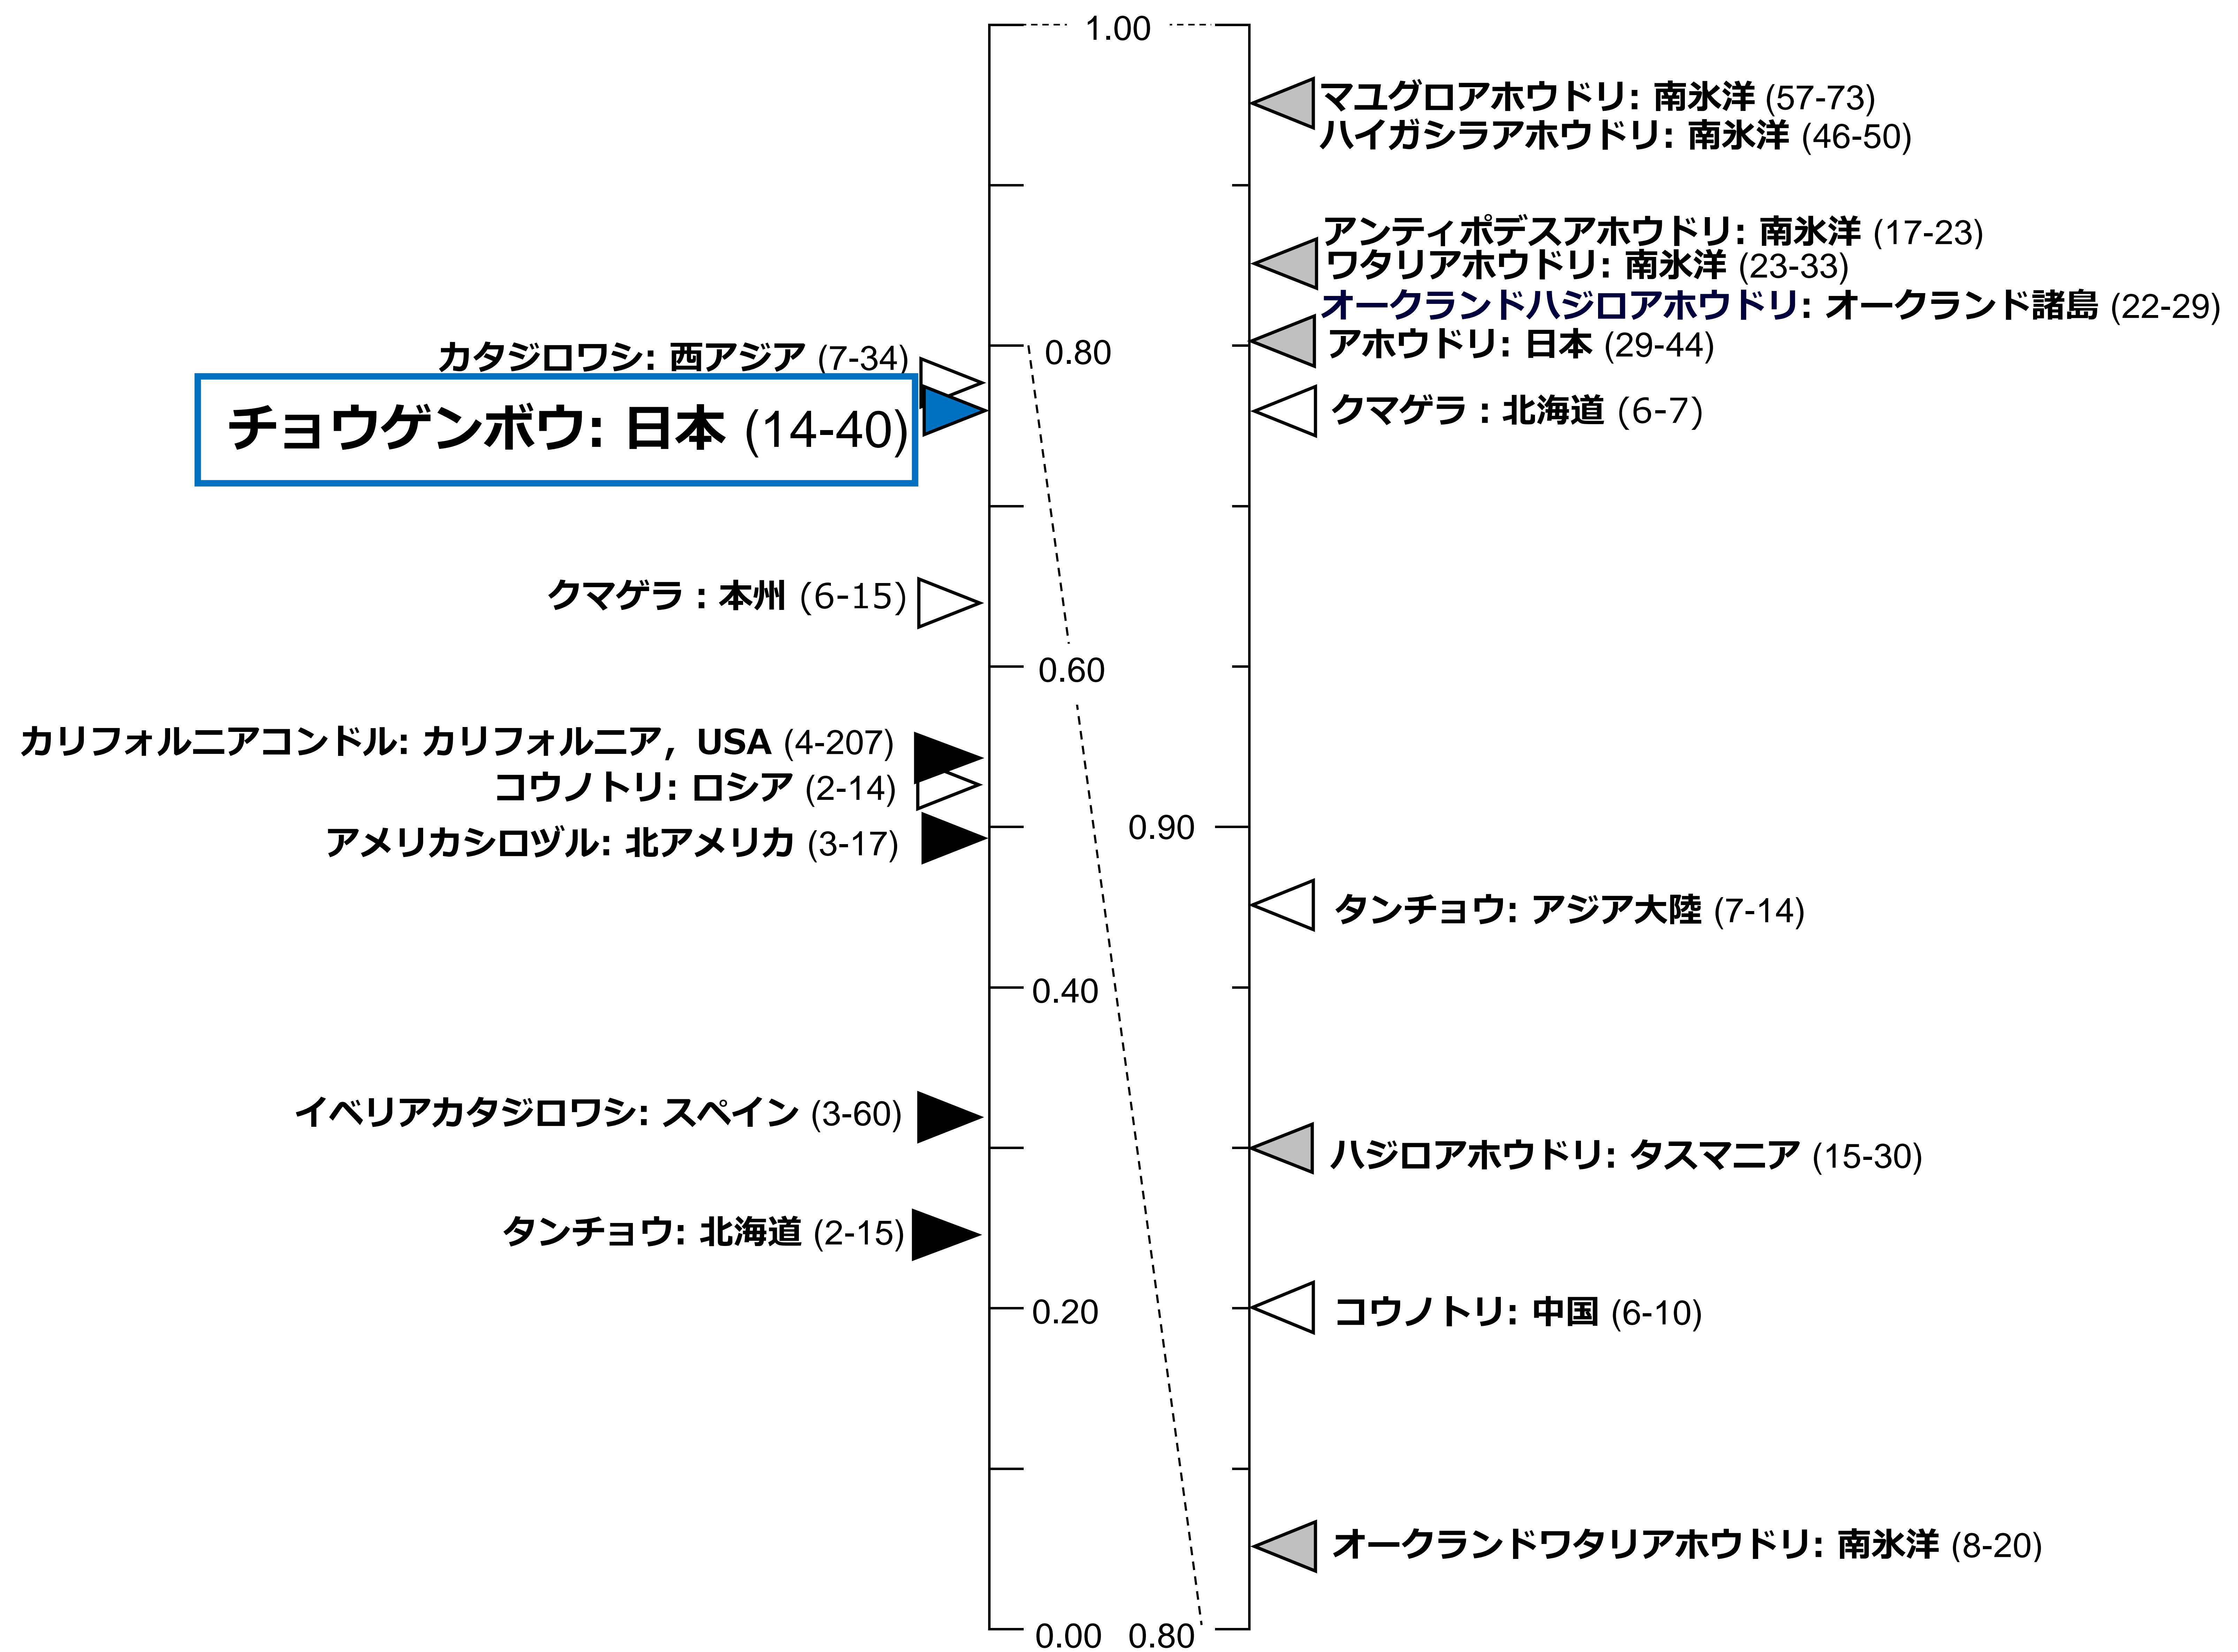 1.00
マユグロアホウドリ: 南氷洋 (57-73)
ハイガシラアホウドリ: 南氷洋 (46-50)
アンティポデスアホウドリ: 南氷洋 (17-23)
ワタリアホウドリ: 南氷洋 (23-33)
オークランドハジロアホウドリ: オークランド諸島 (22-29)
アホウドリ: 日本 (29-44)
カタジロワシ: 西アジア (7-34)
0.80
チョウゲンボウ: 日本 (14-40)
クマゲラ : 北海道 (6-7)
クマゲラ : 本州 (6-15)
0.60
カリフォルニアコンドル: カリフォルニア, USA (4-207)
コウノトリ: ロシア (2-14)
アメリカシロヅル: 北アメリカ (3-17)
0.90
タンチョウ: アジア大陸 (7-14)
0.40
イベリアカタジロワシ: スペイン (3-60)
ハジロアホウドリ: タスマニア (15-30)
タンチョウ: 北海道 (2-15)
0.20
コウノトリ: 中国 (6-10)
オークランドワタリアホウドリ: 南氷洋 (8-20)
0.00
0.80